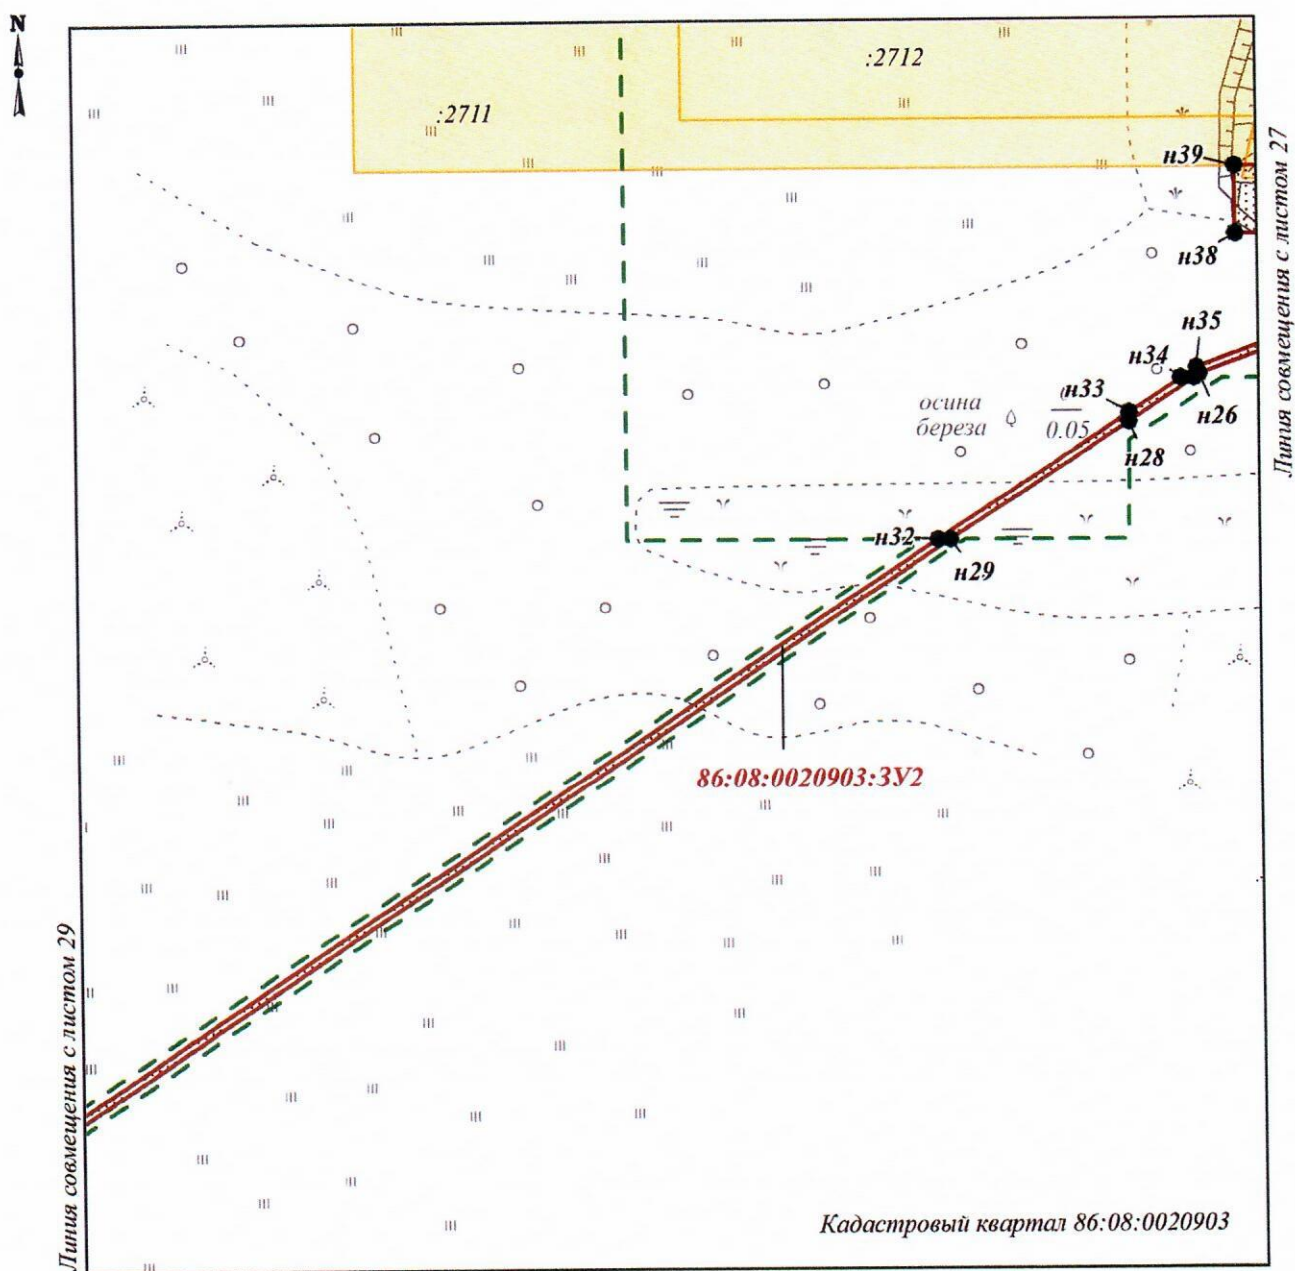 N
:2712
:2711
н39
Линия совмещения с листом 27
н38
н35
н34
н33
осина
береза
0.05
н26
н28
н32
н29
86:08:0020903:ЗУ2
Линия совмещения с листом 29
Кадастровый квартал 86:08:0020903